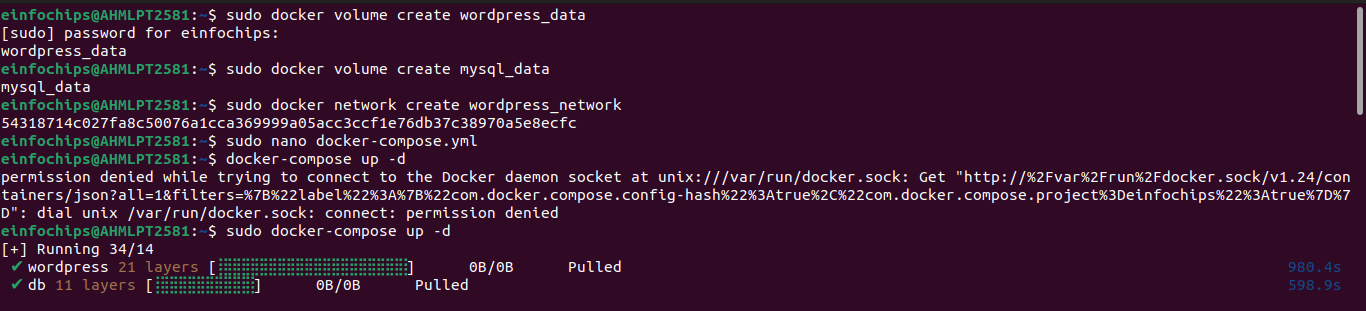 einfochips@AHMLPT2581:~$ sudo docker volume create wordpress_data
[sudo] password for einfochips:
wordpress_data
einfochips@AHMLPT2581:~$ sudo docker volume create mysql_data
mysql_data
einfochips@AHMLPT2581:~$ sudo docker network create wordpress_network
54318714c027fa8c50076a1cca369999a05acc3ccf1e76db37c38970a5e8ecfc
einfochips@AHMLPT2581:~$ sudo nano docker-compose.yml
einfochips@AHMLPT2581:~$ docker-compose up -d
permission denied while trying to connect to the Docker daemon socket at unix:///var/run/docker.sock: Get "http://%2Fvar%2Frun%2Fdocker.sock/v1.24/con
tainers/json?all=1&filters=%7B%22label%22%3A%7B%22com.docker.compose.config-hash%22%3Atrue%2C%22com.docker.compose.project%3Deinfochips%22%3Atrue%7D%7
D": dial unix /var/run/docker.sock: connect: permission denied
einfochips@AHMLPT2581:~$ sudo docker-compose up -d
[+] Running 34/14
✔ wordpress 21 layers [⣿⣿⣿⣿⣿⣿⣿⣿⣿⣿⣿⣿⣿⣿⣿⣿⣿⣿⣿⣿⣿] 0B/0B Pulled 980.4s
✔ db 11 layers [⣿⣿⣿⣿⣿⣿⣿⣿⣿⣿⣿] 0B/0B Pulled 598.9s